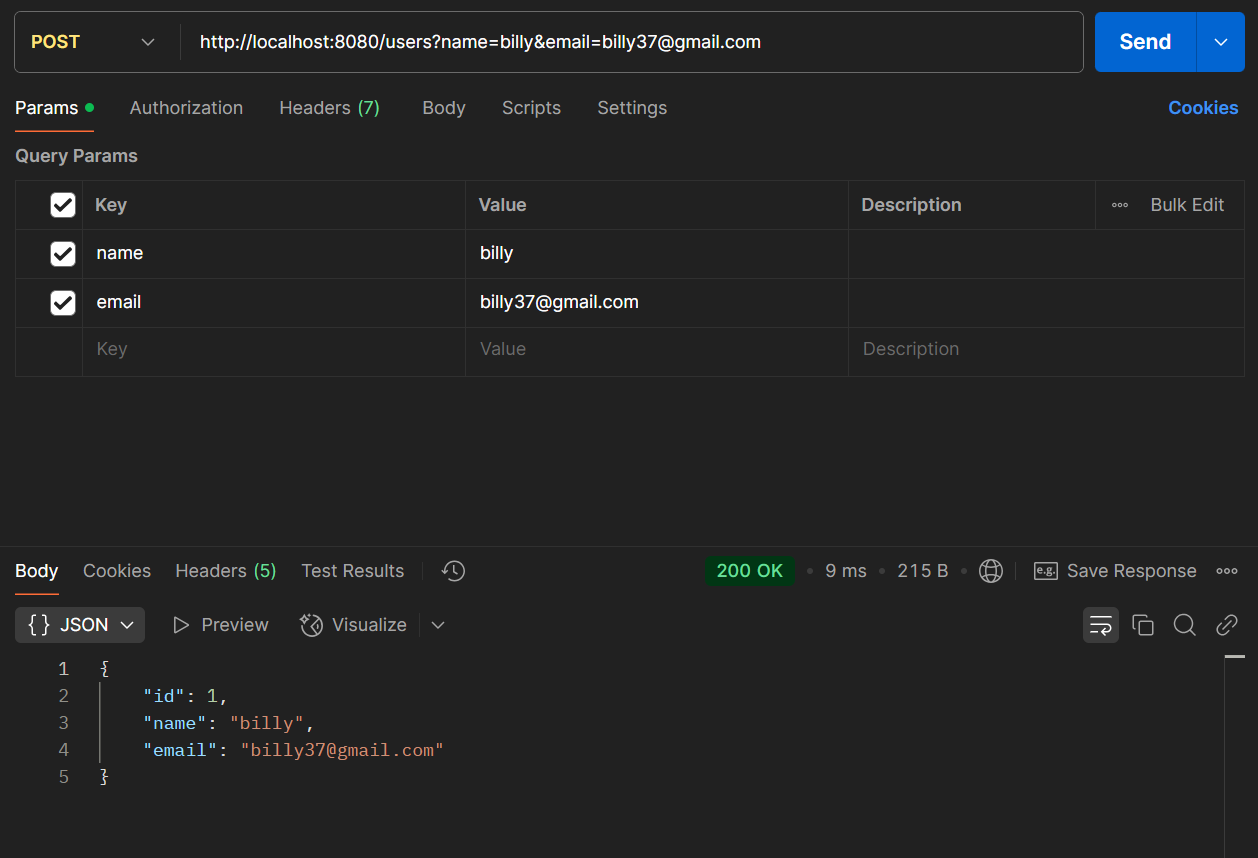 POST http://localhost:8080/users?name=billy&email=billy37@gmail.com Send
Params Authorization Headers (7) Body Scripts Settings Cookies
Query Params
Key Value Description Bulk Edit
name billy
email billy37@gmail.com
Key Value Description
Body Cookies Headers (5) Test Results 200 OK 9 ms 215 B e.g. Save Response
{} JSON Preview Visualize
1 {
2 "id": 1,
3 "name": "billy",
4 "email": "billy37@gmail.com"
5 }